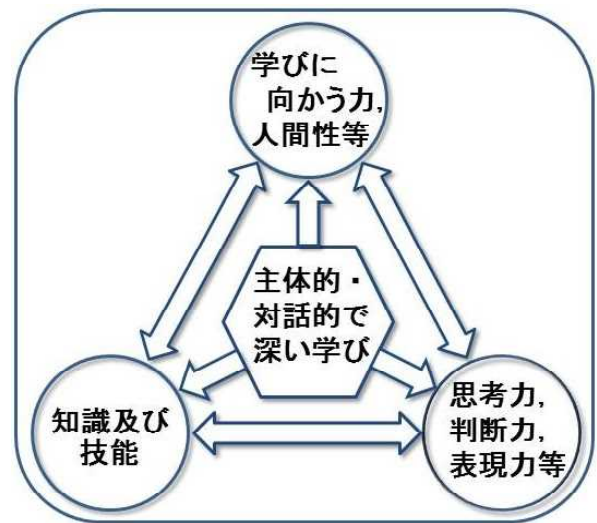 学びに
向かう力,
人間性等
主体的・
対話的で
深い学び
知識及び
技能
思考力,
判断力,
表現力等